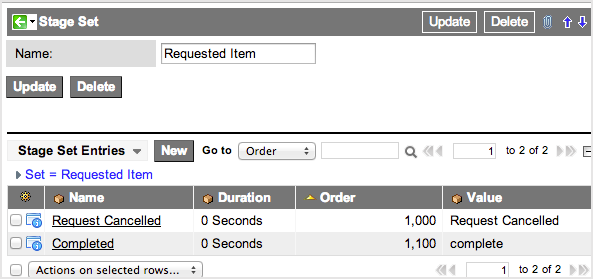 Stage Set Update Delete
Name: Requested Item
Update Delete
Stage Set Entries New Go to Order 1 to 2 of 2
Set = Requested Item
Name Duration Order Value
Request Cancelled 0 Seconds 1,000 Request Cancelled
Completed 0 Seconds 1,100 complete
Actions on selected rows... 1 to 2 of 2